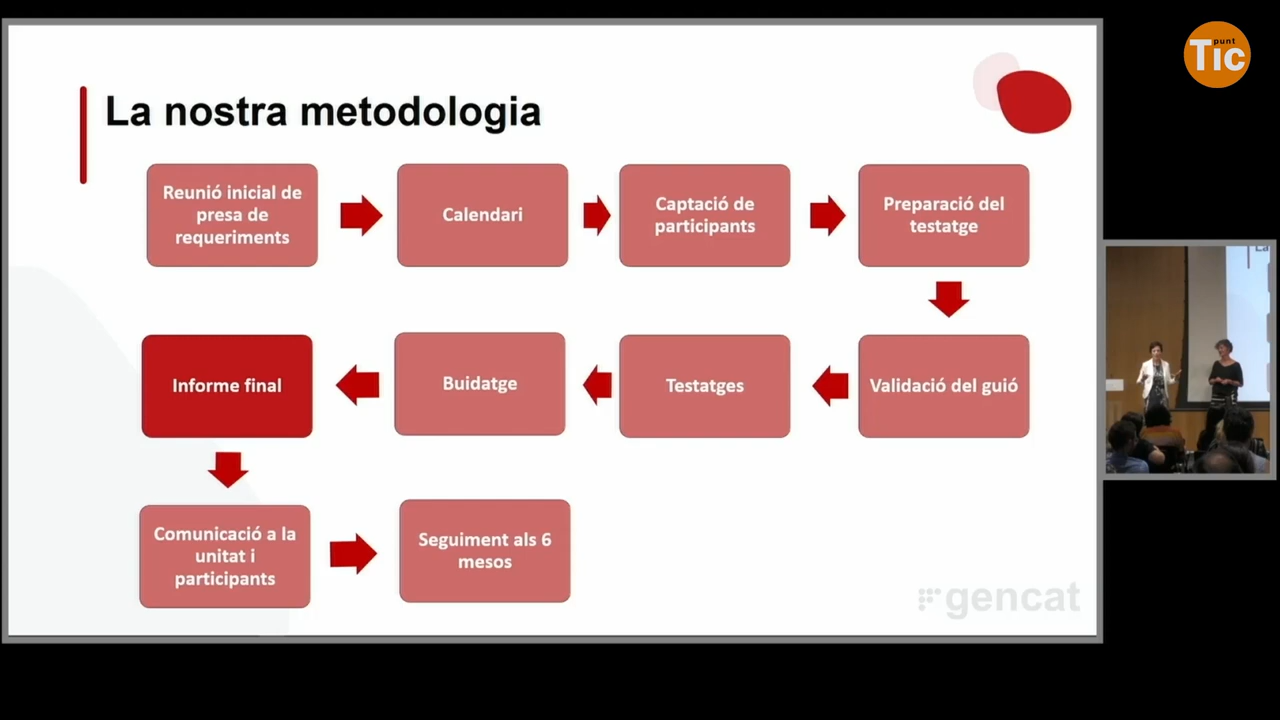 punt
Tic
La nostra metodologia
Reunió inicial de
presa de
requeriments
Calendari
Captació de
participants
Preparació del
testatge
Informe final
Buidatge
Testatges
Validació del guió
Comunicació a la
unitat i
participants
Seguiment als 6
mesos
gencat